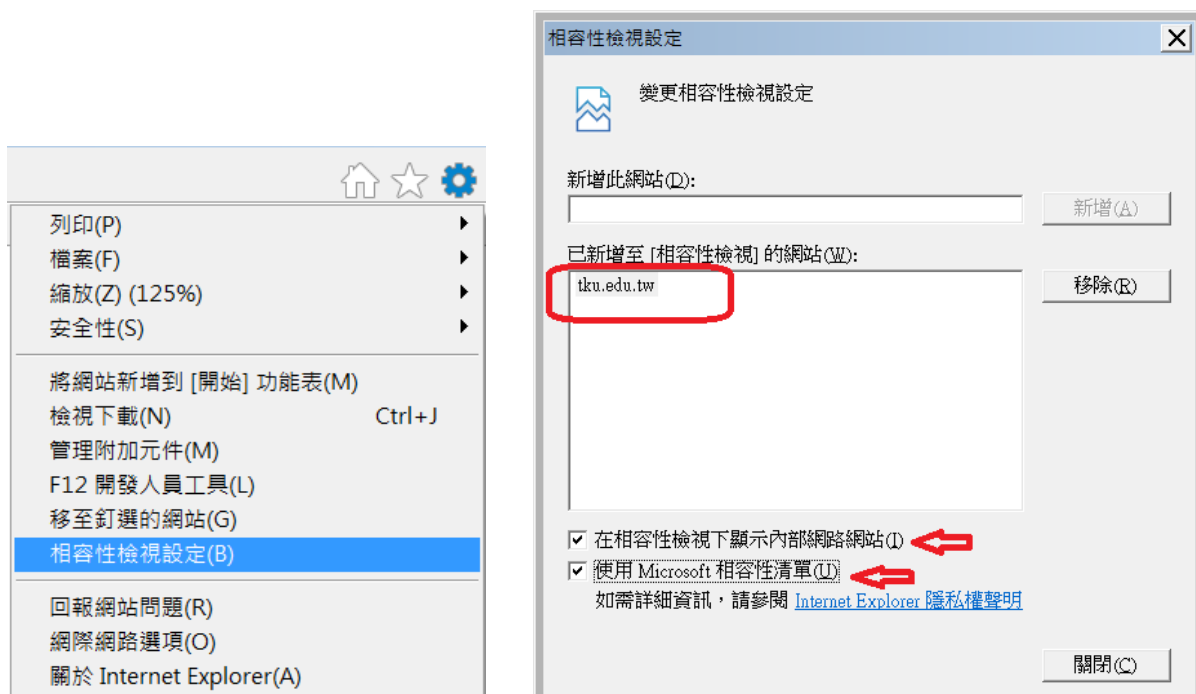 列印(P)
檔案(F)
縮放(Z) (125%)
安全性(S)
將網站新增到 [開始] 功能表(M)
檢視下載(N) Ctrl+J
管理附加元件(M)
F12 開發人員工具(L)
移至釘選的網站(G)
相容性檢視設定(B)
回報網站問題(R)
網際網路選項(O)
關於 Internet Explorer(A)
相容性檢視設定
變更相容性檢視設定
新增此網站(D):
新增(A)
已新增至 [相容性檢視] 的網站(W):
tku.edu.tw
移除(R)
在相容性檢視下顯示內部網路網站(I)
使用 Microsoft 相容性清單(U)
如需詳細資訊，請參閱 Internet Explorer 隱私權聲明
關閉(C)